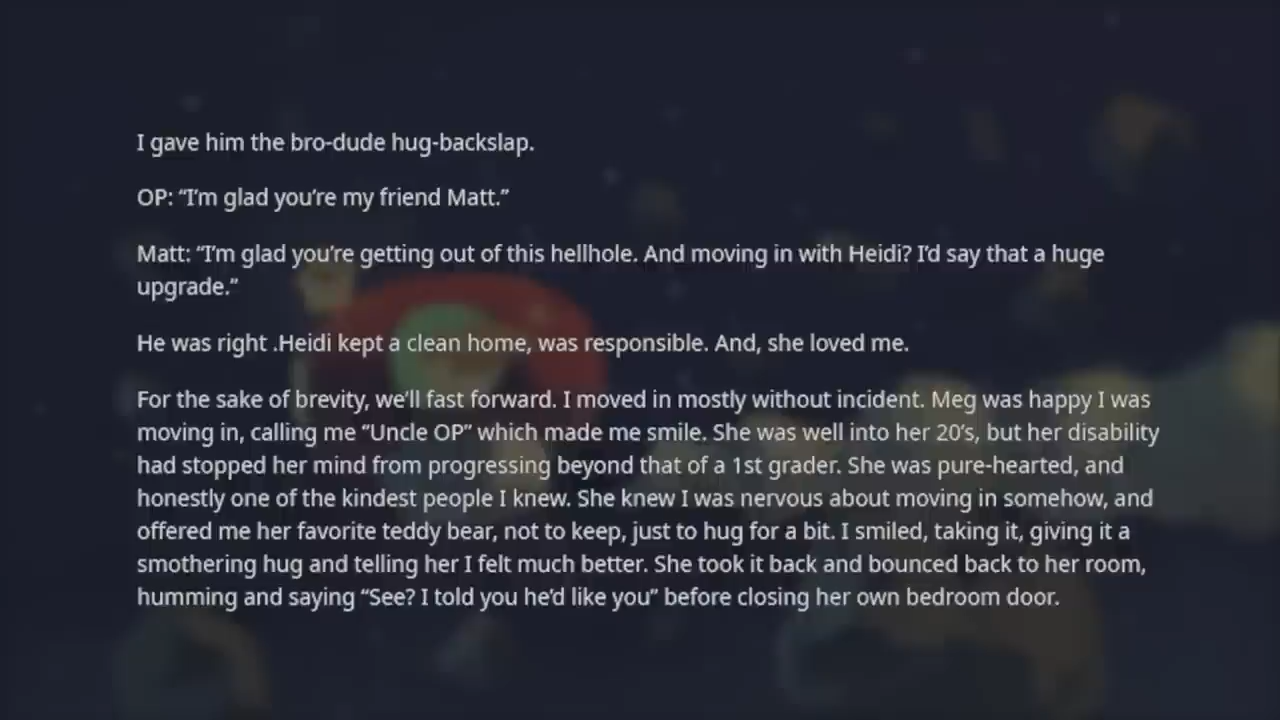 I gave him the bro-dude hug-backslap.
OP: “I’m glad you’re my friend Matt.”
Matt: “I’m glad you’re getting out of this hellhole. And moving in with Heidi? I’d say that a huge
upgrade.”
He was right .Heidi kept a clean home, was responsible. And, she loved me.
For the sake of brevity, we’ll fast forward. I moved in mostly without incident. Meg was happy I was
moving in, calling me “Uncle OP” which made me smile. She was well into her 20’s, but her disability
had stopped her mind from progressing beyond that of a 1st grader. She was pure-hearted, and
honestly one of the kindest people I knew. She knew I was nervous about moving in somehow, and
offered me her favorite teddy bear, not to keep, just to hug for a bit. I smiled, taking it, giving it a
smothering hug and telling her I felt much better. She took it back and bounced back to her room,
humming and saying “See? I told you he’d like you” before closing her own bedroom door.